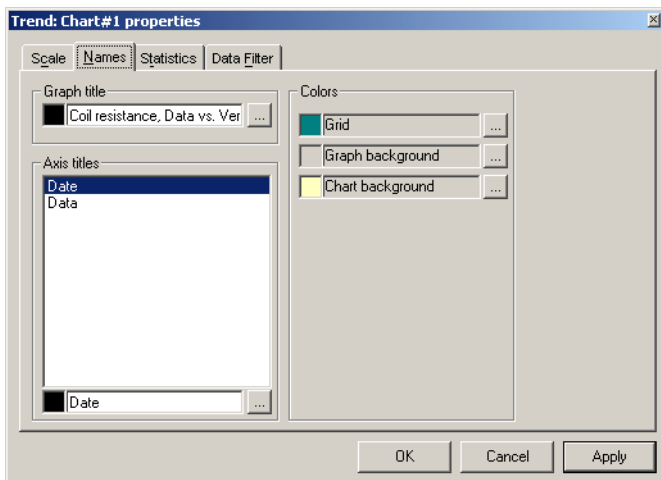 Trend: Chart#1 properties
Scale Names Statistics Data Filter
Graph title
Coil resistance, Data vs. Ver ...
Axis titles
Date
Data
Date ...
Colors
Grid ...
Graph background ...
Chart background ...
OK Cancel Apply